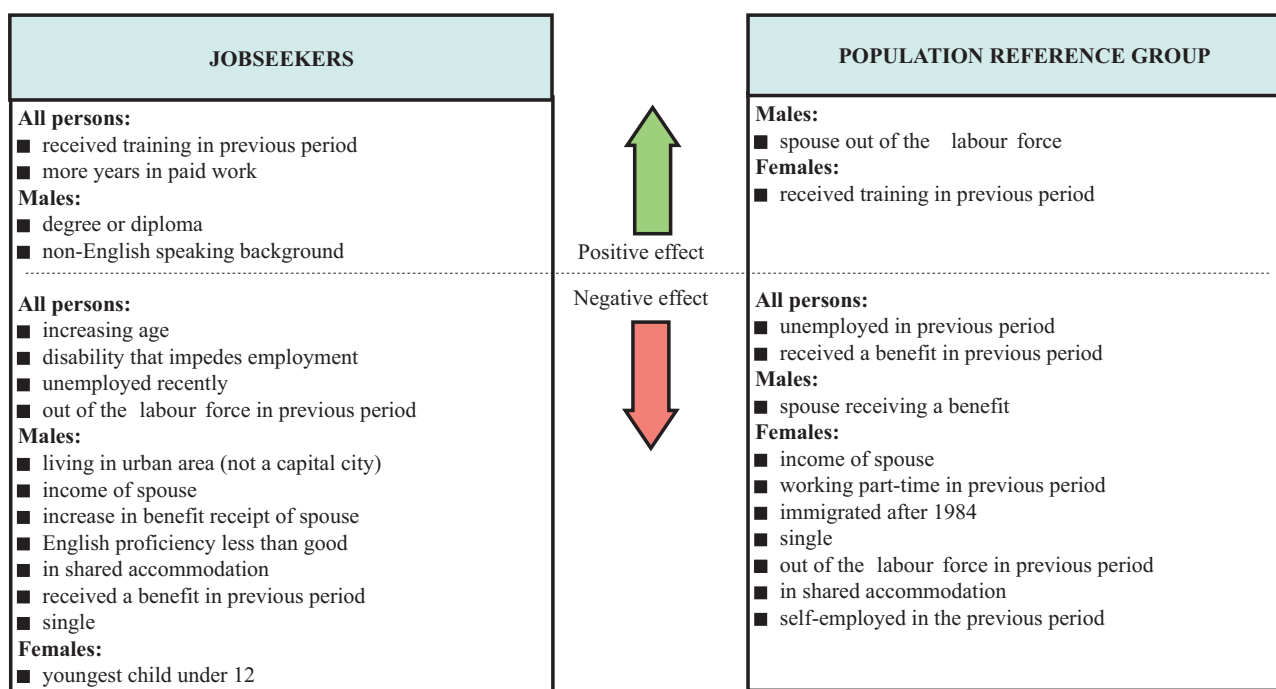 JOBSEEKERS
All persons:
■ received training in previous period
■ more years in paid work
Males:
■ degree or diploma
■ non-English speaking background
All persons:
■ increasing age
■ disability that impedes employment
■ unemployed recently
■ out of the labour force in previous period
Males:
■ living in urban area (not a capital city)
■ income of spouse
■ increase in benefit receipt of spouse
■ English proficiency less than good
■ in shared accommodation
■ received a benefit in previous period
■ single
Females:
■ youngest child under 12
Positive effect
Negative effect
POPULATION REFERENCE GROUP
Males:
■ spouse out of the labour force
Females:
■ received training in previous period
All persons:
■ unemployed in previous period
■ received a benefit in previous period
Males:
■ spouse receiving a benefit
Females:
■ income of spouse
■ working part-time in previous period
■ immigrated after 1984
■ single
■ out of the labour force in previous period
■ in shared accommodation
■ self-employed in the previous period